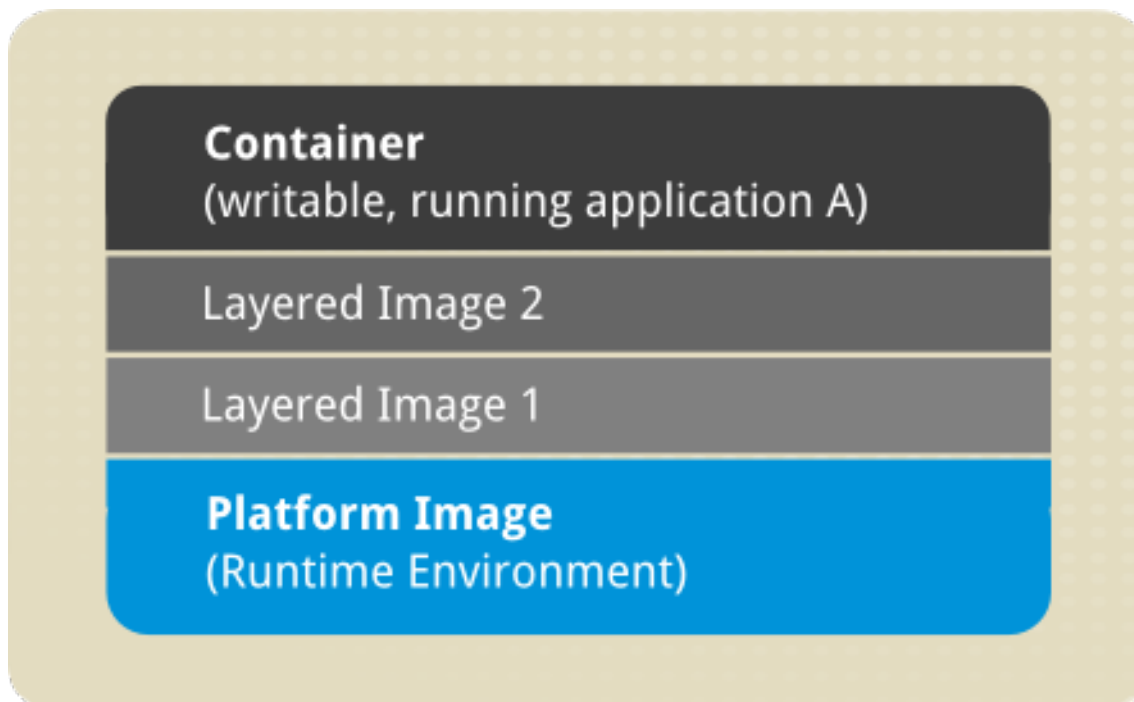 Container
(writable, running application A)
Layered Image 2
Layered Image 1
Platform Image
(Runtime Environment)